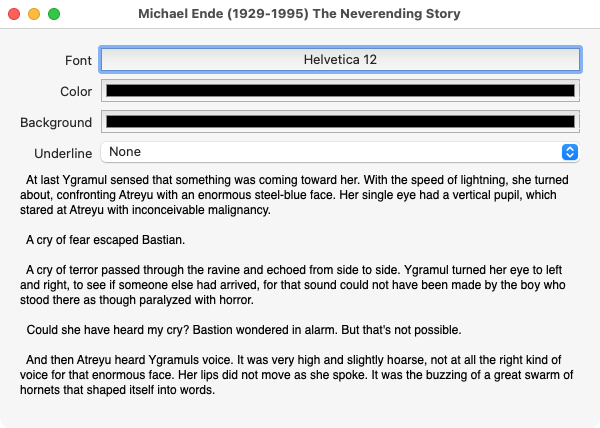 Michael Ende (1929-1995) The Neverending Story
Font Helvetica 12
Color
Background
Underline None
At last Ygramul sensed that something was coming toward her. With the speed of lightning, she turned
about, confronting Atreyu with an enormous steel-blue face. Her single eye had a vertical pupil, which
stared at Atreyu with inconceivable malignancy.
A cry of fear escaped Bastian.
A cry of terror passed through the ravine and echoed from side to side. Ygramul turned her eye to left
and right, to see if someone else had arrived, for that sound could not have been made by the boy who
stood there as though paralyzed with horror.
Could she have heard my cry? Bastion wondered in alarm. But that's not possible.
And then Atreyu heard Ygramuls voice. It was very high and slightly hoarse, not at all the right kind of
voice for that enormous face. Her lips did not move as she spoke. It was the buzzing of a great swarm of
hornets that shaped itself into words.